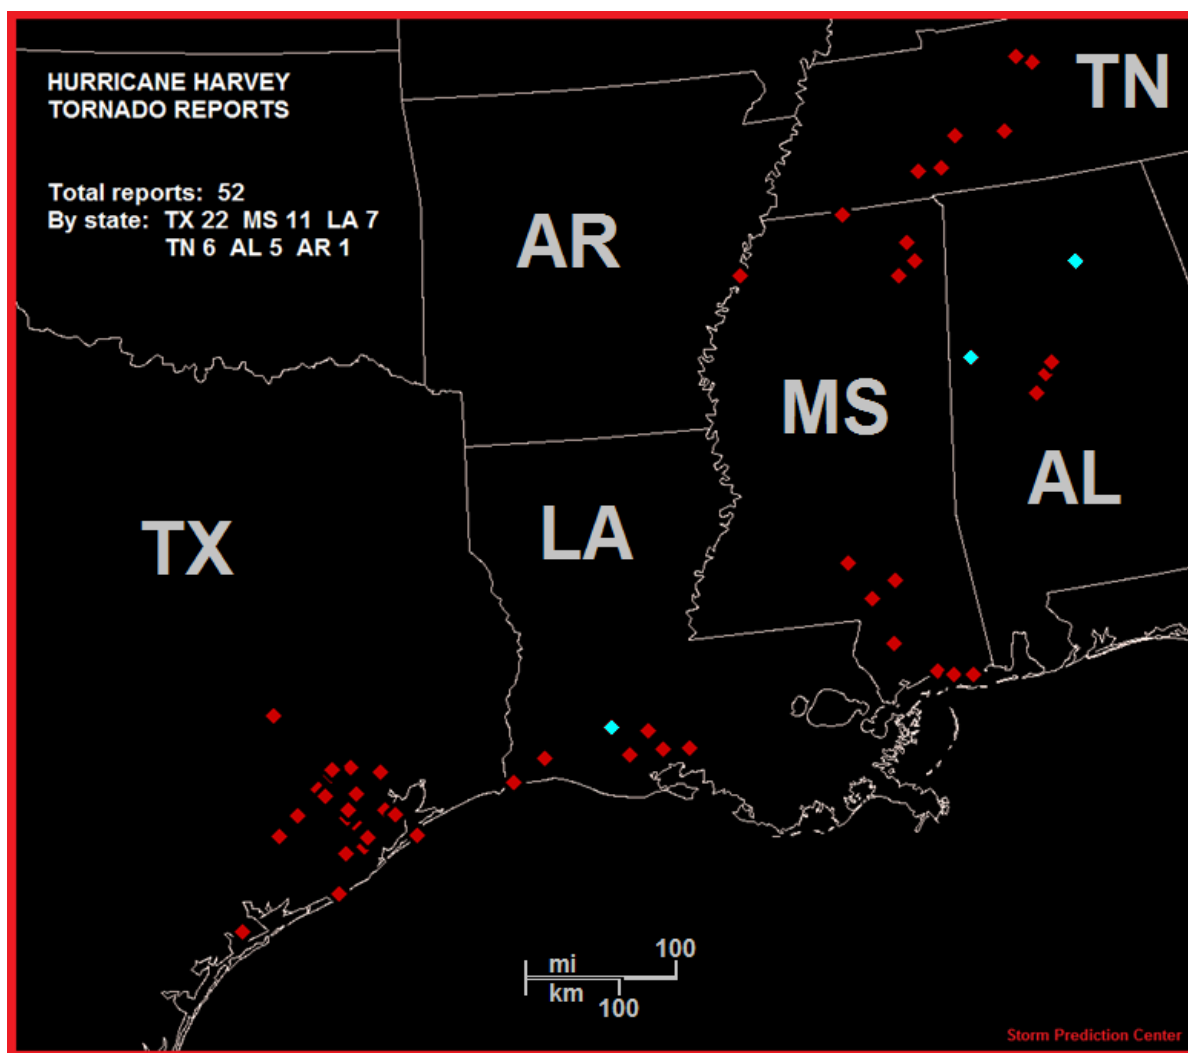 HURRICANE HARVEY
TORNADO REPORTS
Total reports: 52
By state: TX 22 MS 11 LA 7
TN 6 AL 5 AR 1
TN
AR
MS
AL
LA
TX
100
mi
km
100
Storm Prediction Center